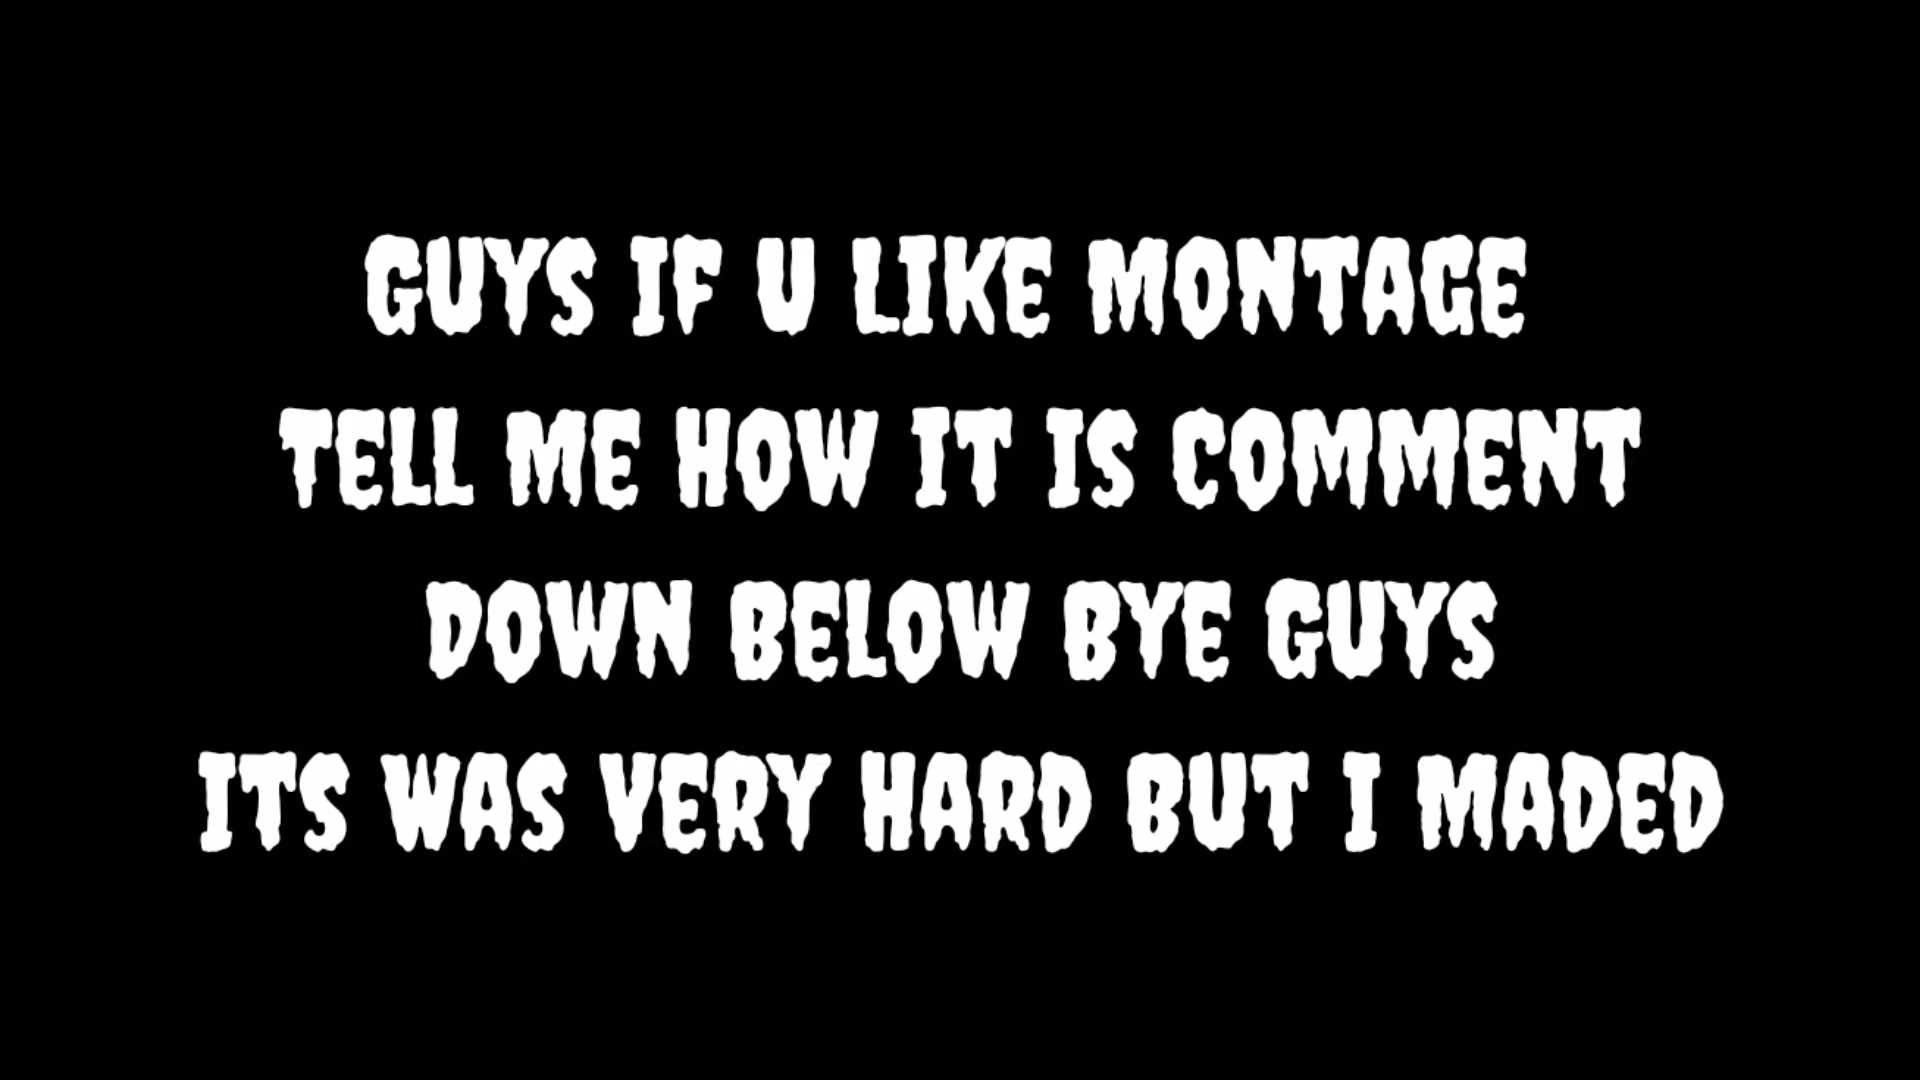 GUYS IF U LIKE MONTAGE
TELL ME HOW IT IS COMMENT
DOWN BELOW BYE GUYS
ITS WAS VERY HARD BUT I MADED